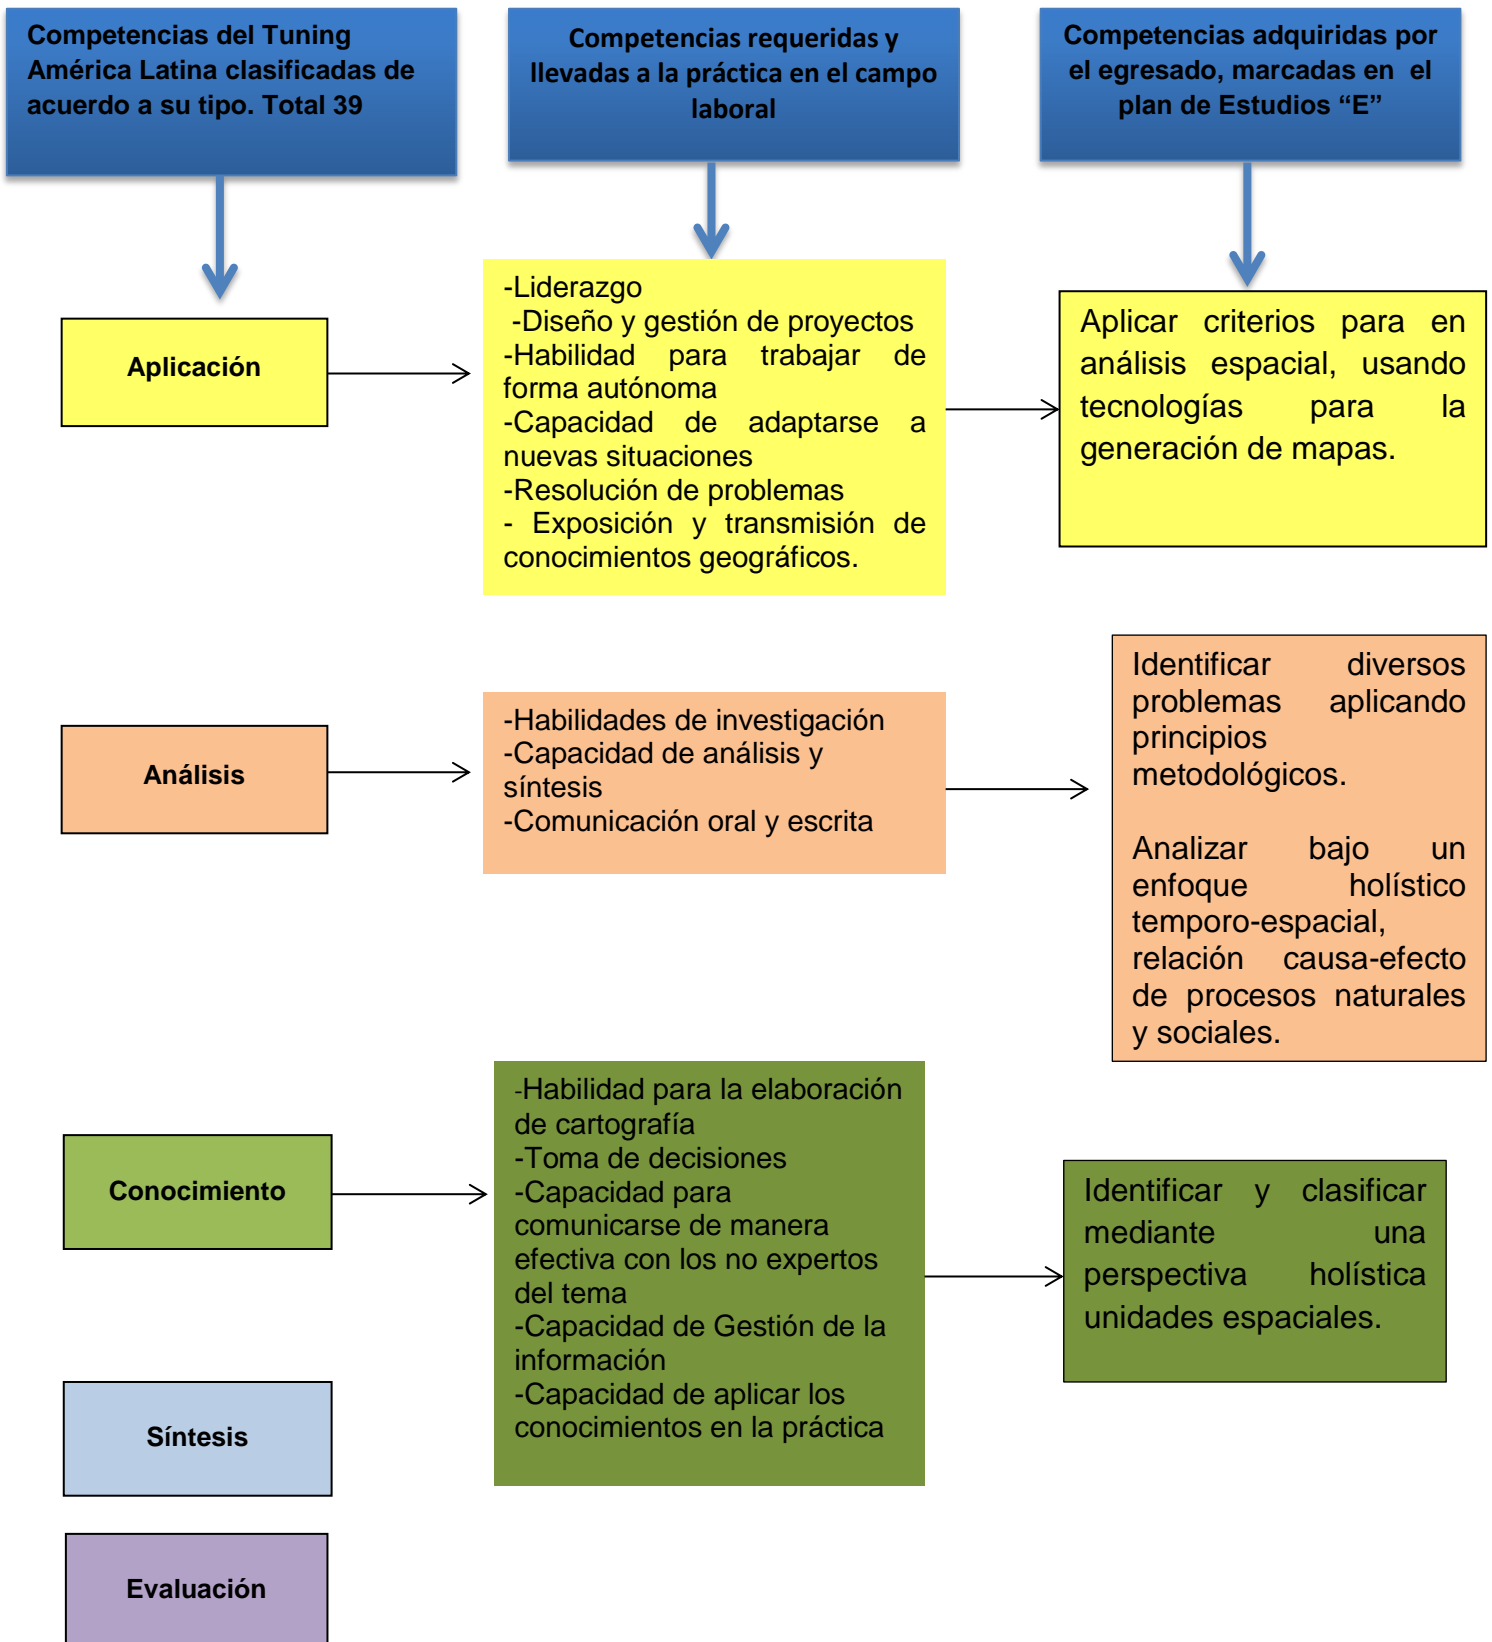 Competencias del Tuning
América Latina clasificadas de
acuerdo a su tipo. Total 39
Competencias requeridas y
llevadas a la práctica en el campo
laboral
Competencias adquiridas por
el egresado, marcadas en el
plan de Estudios “E”
Aplicación
-Liderazgo
-Diseño y gestión de proyectos
-Habilidad para trabajar de
forma autónoma
-Capacidad de adaptarse a
nuevas situaciones
-Resolución de problemas
- Exposición y transmisión de
conocimientos geográficos.
Aplicar criterios para en
análisis espacial, usando
tecnologías para la
generación de mapas.
Análisis
-Habilidades de investigación
-Capacidad de análisis y
síntesis
-Comunicación oral y escrita
Identificar diversos
problemas aplicando
principios
metodológicos.
Analizar bajo un
enfoque holístico
temporo-espacial,
relación causa-efecto
de procesos naturales
y sociales.
Conocimiento
-Habilidad para la elaboración
de cartografía
-Toma de decisiones
-Capacidad para
comunicarse de manera
efectiva con los no expertos
del tema
-Capacidad de Gestión de la
información
-Capacidad de aplicar los
conocimientos en la práctica
Identificar y clasificar
mediante una
perspectiva holística
unidades espaciales.
Síntesis
Evaluación